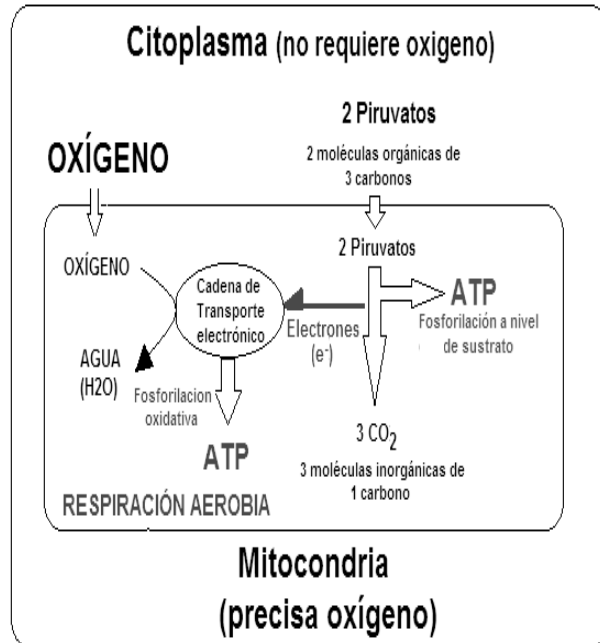 Citoplasma (no requiere oxigeno)
2 Piruvatos
2 moléculas orgánicas de
3 carbonos
OXÍGENO
OXÍGENO
2 Piruvatos
Cadena de
Transporte
electrónico
Electrones
(e-)
ATP
Fosforilación a nivel
de sustrato
AGUA
(H2O)
Fosforilacion
oxidativa
ATP
3 CO2
3 moléculas inorgánicas de
1 carbono
RESPIRACIÓN AEROBIA
Mitocondria
(precisa oxígeno)